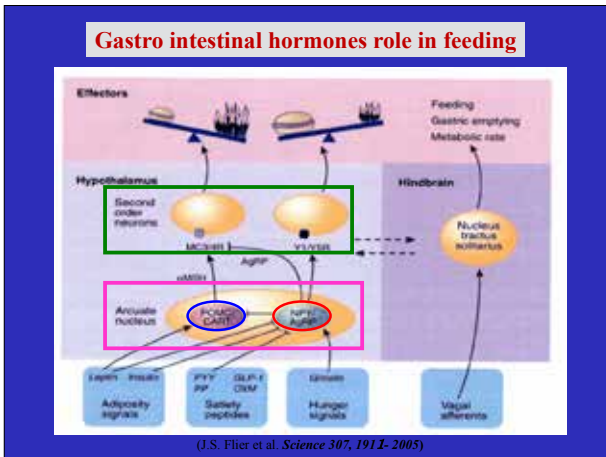 Gastro intestinal hormones role in feeding
Effectors
Feeding
Gastric emptying
Metabolic rate
Hypothalamus
Hindbrain
Second
order
neurons
Nucleus
tractus
solitarius
MC3/4R
Y1/Y5R
AgRP
αMSH
Arcuate
nucleus
POMC/
CART
NPY/
AgRP
Leptin
Insulin
Adiposity
signals
PYY
GLP-1
PP
OXM
Satiety
peptides
Ghrelin
Hunger
signals
Vagal
afferents
(J.S. Flier et al. Science 307, 1911- 2005)